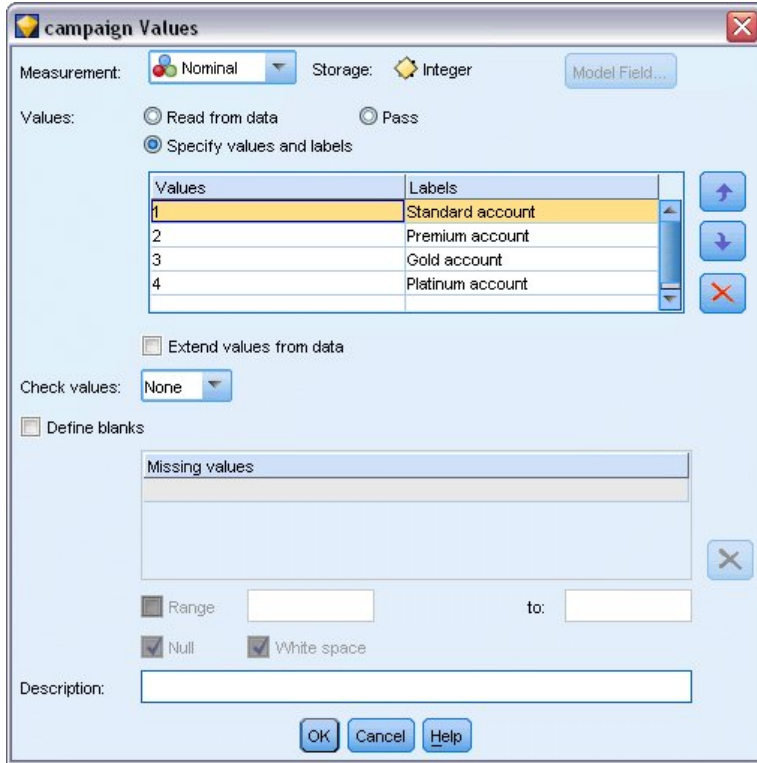 campaign Values
Measurement: Nominal Storage: Integer Model Field...
Values: Read from data Pass
Specify values and labels
Values Labels
1 Standard account
2 Premium account
3 Gold account
4 Platinum account
Extend values from data
Check values: None
Define blanks
Missing values
Range to:
Null White space
Description:
OK Cancel Help